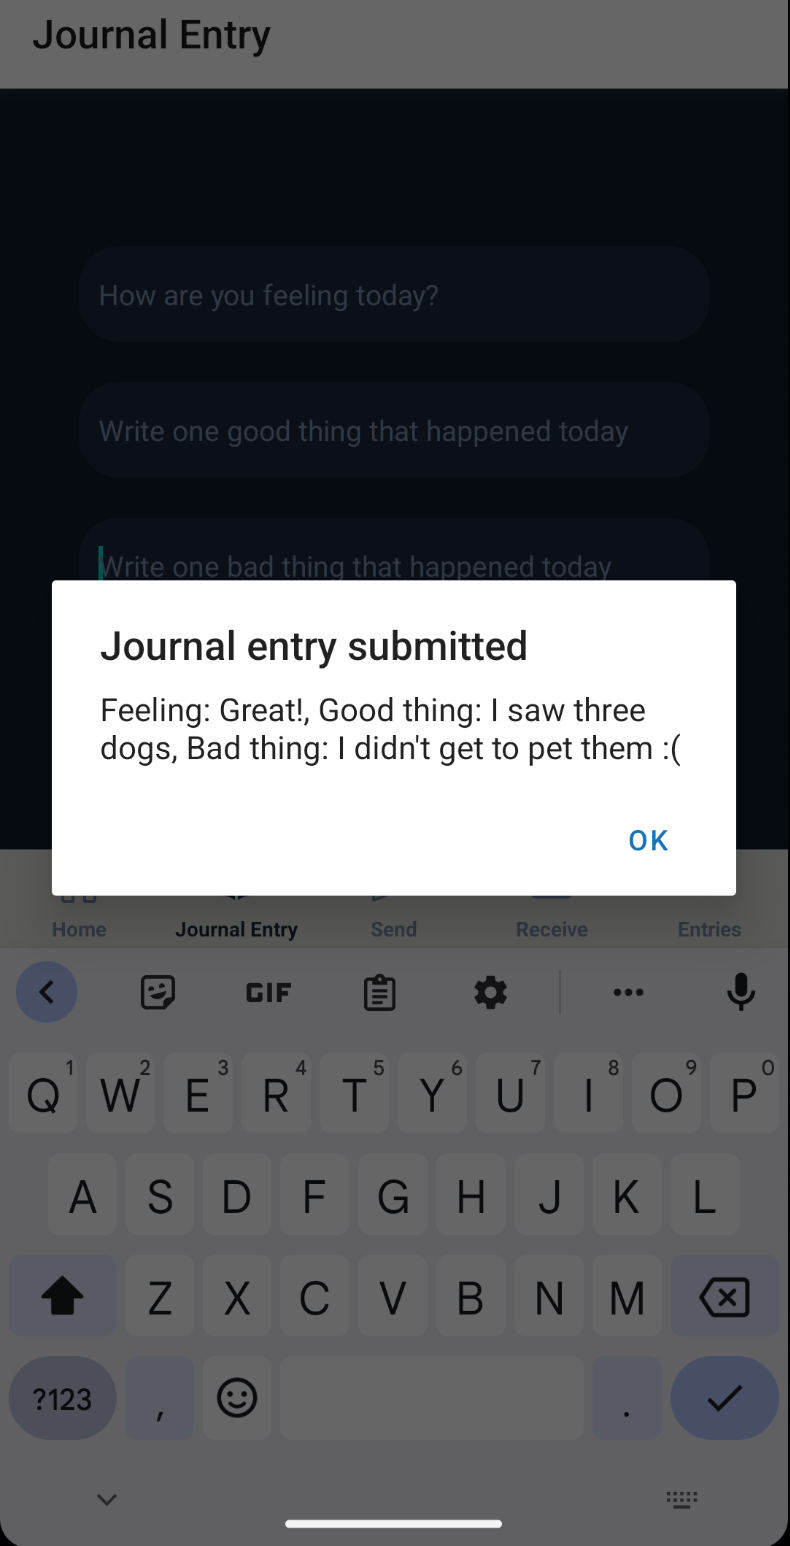 Journal Entry
How are you feeling today?
Write one good thing that happened today
Write one bad thing that happened today
Journal entry submitted
Feeling: Great!, Good thing: I saw three
dogs, Bad thing: I didn't get to pet them :(
OK
Home Journal Entry Send Receive Entries
GIF
1 2 3 4 5 6 7 8 9 0
Q W E R T Y U I O P
A S D F G H J K L
Z X C V B N M
?123 , .